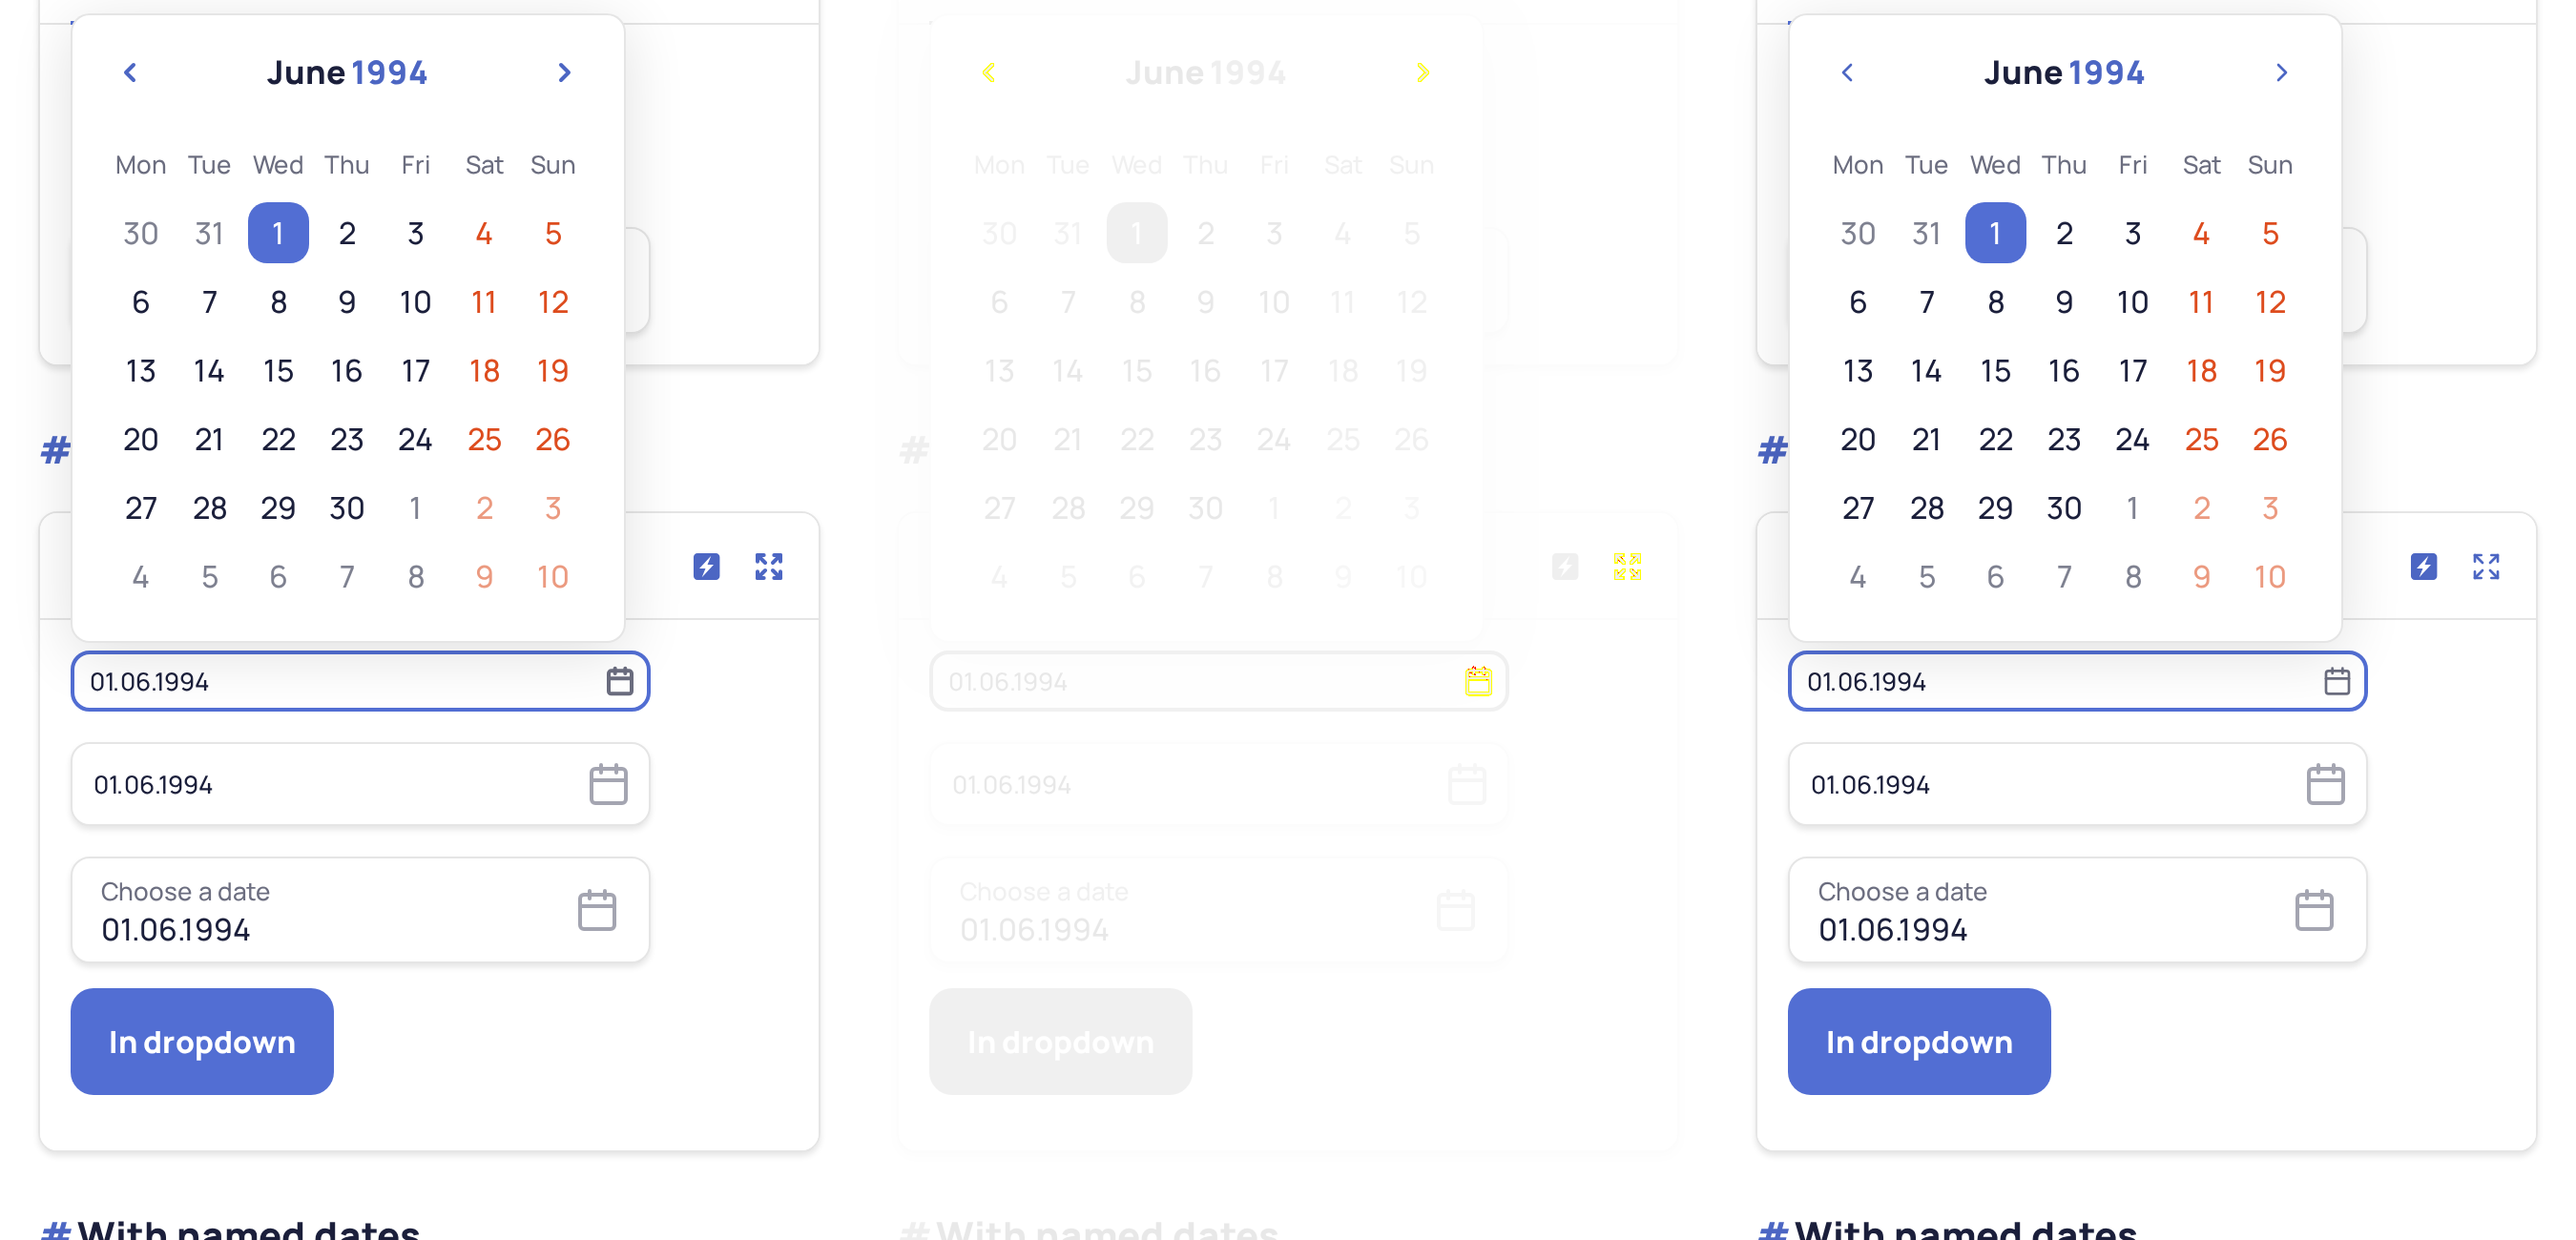 June 1994
Mon Tue Wed Thu Fri Sat Sun
30 31 1 2 3 4 5
6 7 8 9 10 11 12
13 14 15 16 17 18 19
20 21 22 23 24 25 26
27 28 29 30 1 2 3
4 5 6 7 8 9 10
#
01.06.1994
01.06.1994
Choose a date
01.06.1994
In dropdown
# With named dates
June 1994
Mon Tue Wed Thu Fri Sat Sun
30 31 1 2 3 4 5
6 7 8 9 10 11 12
13 14 15 16 17 18 19
20 21 22 23 24 25 26
27 28 29 30 1 2 3
4 5 6 7 8 9 10
#
01.06.1994
01.06.1994
Choose a date
01.06.1994
In dropdown
# With named dates
June 1994
Mon Tue Wed Thu Fri Sat Sun
30 31 1 2 3 4 5
6 7 8 9 10 11 12
13 14 15 16 17 18 19
20 21 22 23 24 25 26
27 28 29 30 1 2 3
4 5 6 7 8 9 10
#
01.06.1994
01.06.1994
Choose a date
01.06.1994
In dropdown
# With named dates